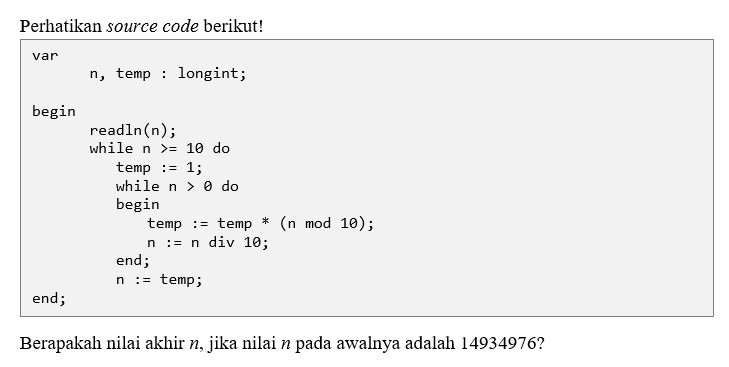 Perhatikan source code berikut!
var
n, temp : longint;
begin
readln(n);
while n >= 10 do
temp := 1;
while n > 0 do
begin
temp := temp * (n mod 10);
n := n div 10;
end;
n := temp;
end;
Berapakah nilai akhir n, jika nilai n pada awalnya adalah 14934976?